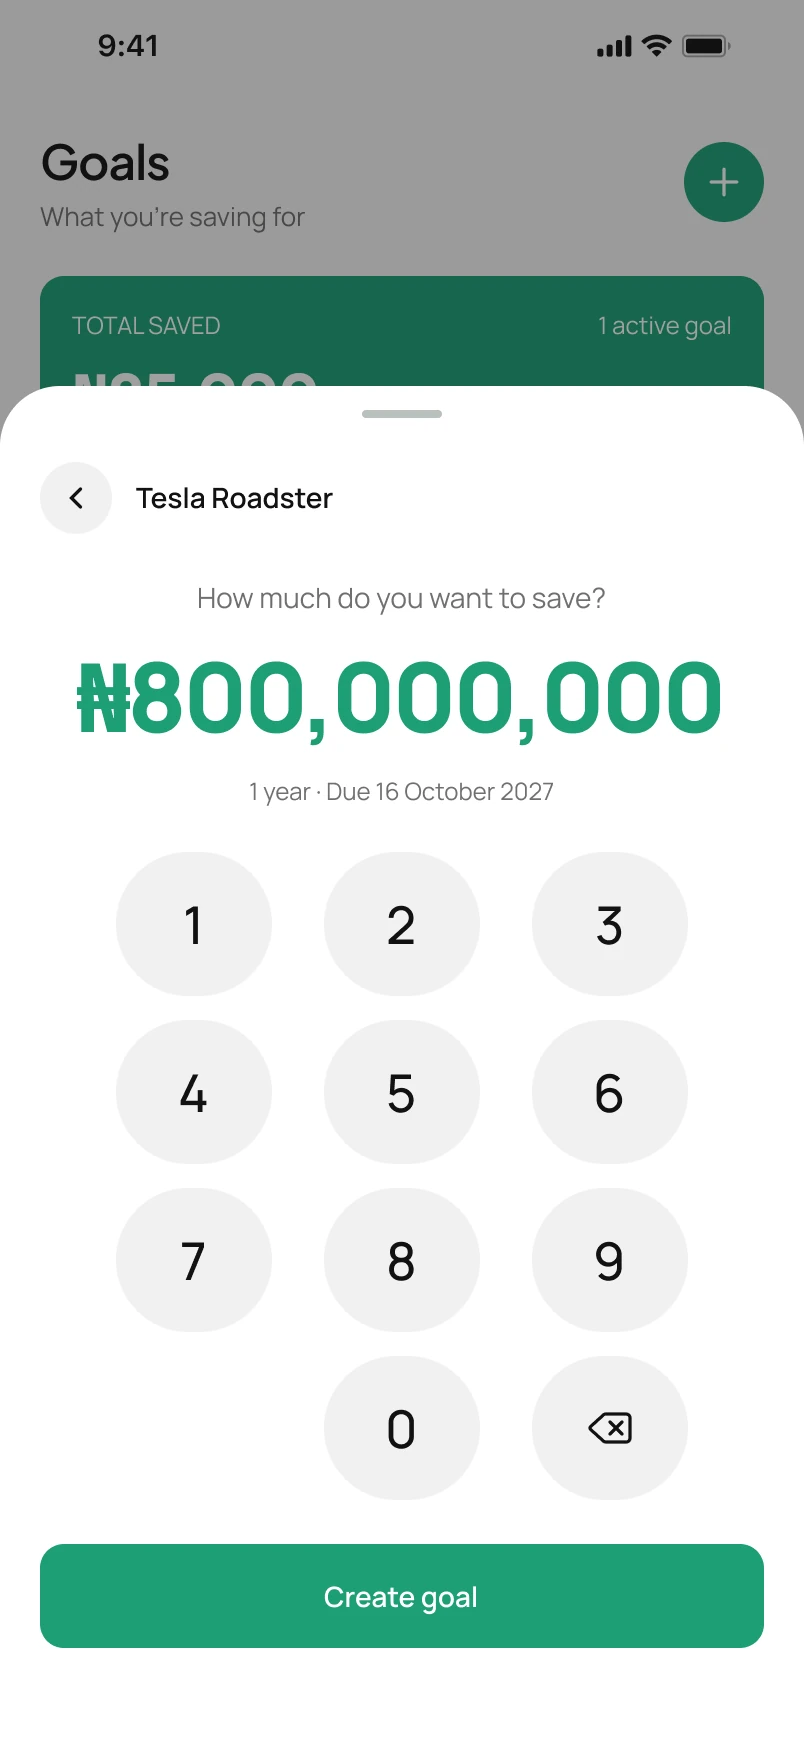 9:41
Goals
What you're saving for
TOTAL SAVED
1 active goal
Tesla Roadster
How much do you want to save?
₦800,000,000
1 year · Due 16 October 2027
1
2
3
4
5
6
7
8
9
0
Create goal